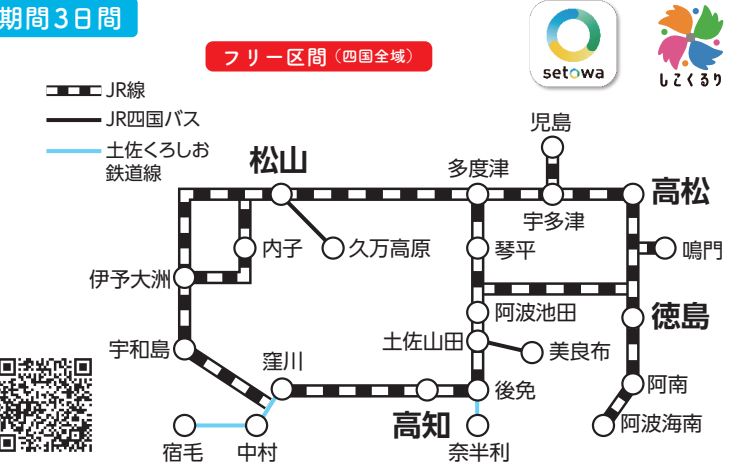 期間3日間
フリー区間（四国全域）
setowa
しこくるり
JR線
JR四国バス
土佐くろしお
鉄道線
児島
松山
多度津
高松
宇多津
内子
久万高原
琴平
鳴門
伊予大洲
阿波池田
徳島
土佐山田
美良布
宇和島
窪川
後免
阿南
高知
阿波海南
宿毛
中村
奈半利